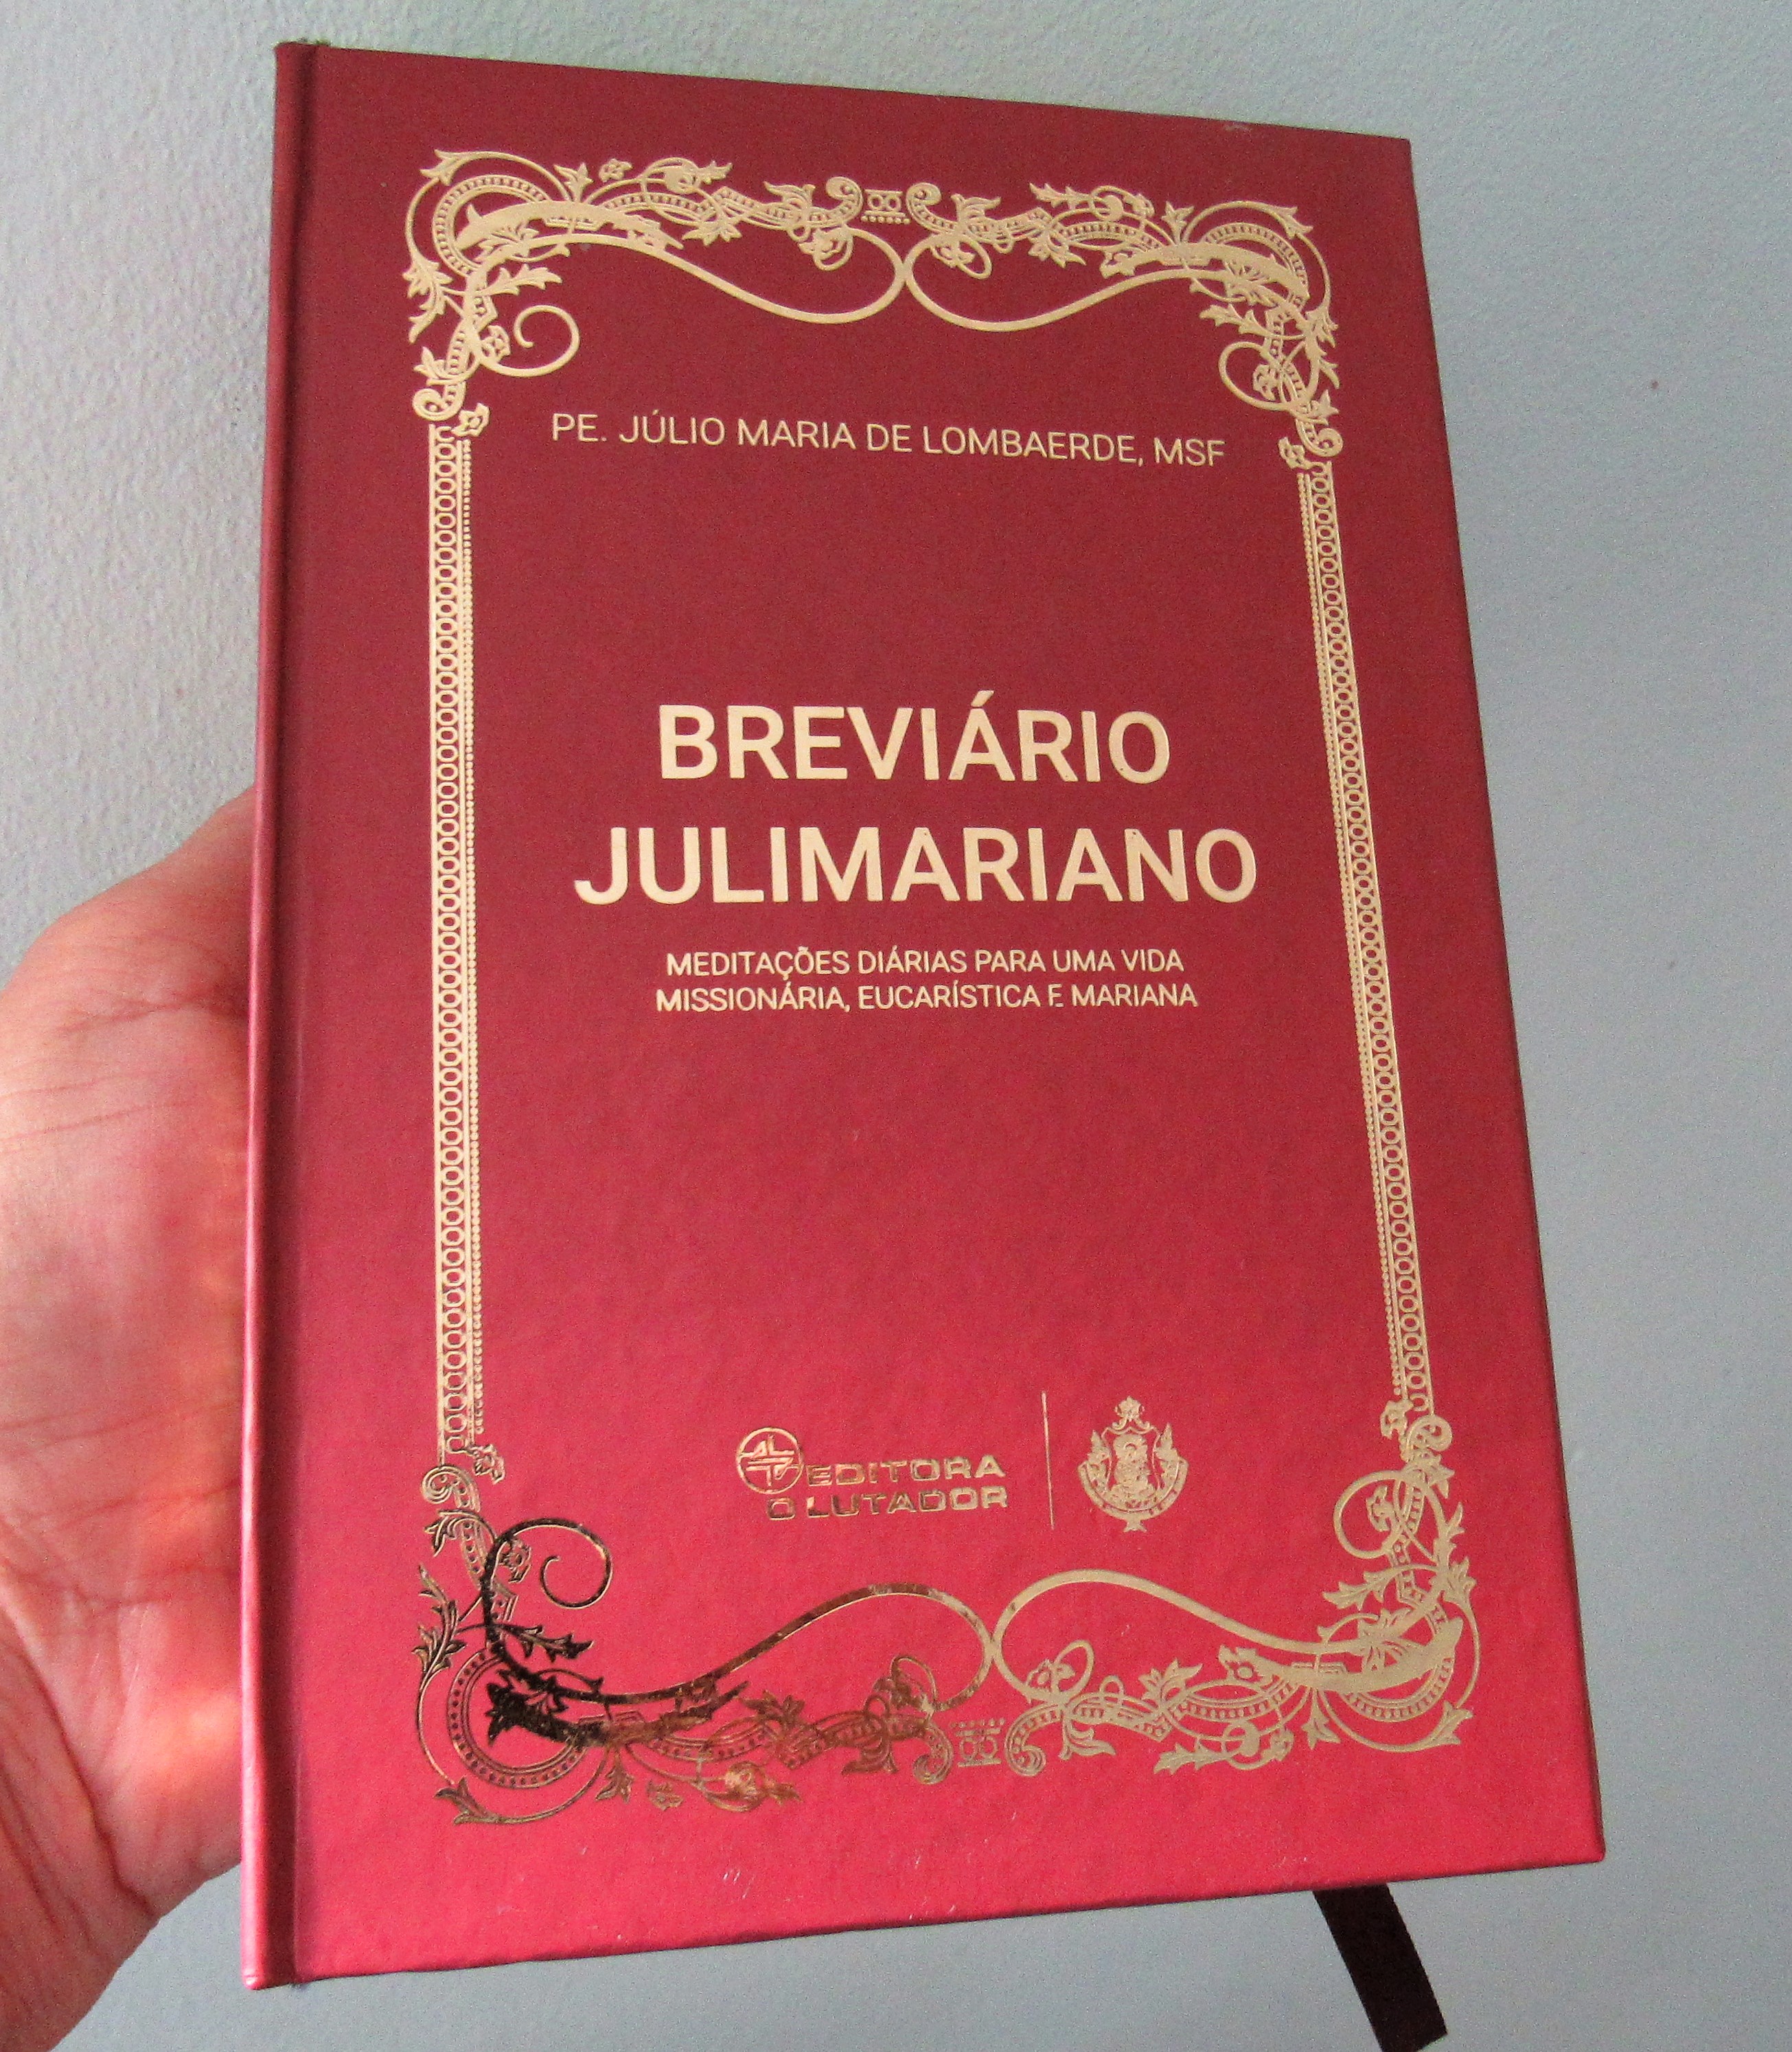 PE. JÚLIO MARIA DE LOMBAERDE, MSF
BREVIÁRIO
JULIMARIANO
MEDITAÇÕES DIÁRIAS PARA UMA VIDA
MISSIONÁRIA, EUCARÍSTICA E MARIANA
EDITORA
O LUTADOR